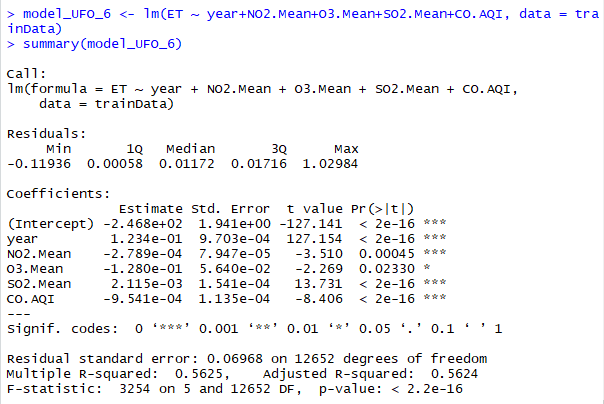 > model_UFO_6 <- lm(ET ~ year+NO2.Mean+O3.Mean+SO2.Mean+CO.AQI, data = tra
inData)
> summary(model_UFO_6)
Call:
lm(formula = ET ~ year + NO2.Mean + O3.Mean + SO2.Mean + CO.AQI,
    data = trainData)
Residuals:
     Min       1Q   Median       3Q      Max
-0.11936  0.00058  0.01172  0.01716  1.02984
Coefficients:
              Estimate Std. Error  t value Pr(>|t|)
(Intercept) -2.468e+02  1.941e+00 -127.141  < 2e-16 ***
year         1.234e-01  9.703e-04  127.154  < 2e-16 ***
NO2.Mean    -2.789e-04  7.947e-05   -3.510  0.00045 ***
O3.Mean     -1.280e-01  5.640e-02   -2.269  0.02330 *
SO2.Mean     2.115e-03  1.541e-04   13.731  < 2e-16 ***
CO.AQI      -9.541e-04  1.135e-04   -8.406  < 2e-16 ***
---
Signif. codes:  0 ‘***’ 0.001 ‘**’ 0.01 ‘*’ 0.05 ‘.’ 0.1 ‘ ’ 1
Residual standard error: 0.06968 on 12652 degrees of freedom
Multiple R-squared:  0.5625,    Adjusted R-squared:  0.5624
F-statistic:  3254 on 5 and 12652 DF,  p-value: < 2.2e-16